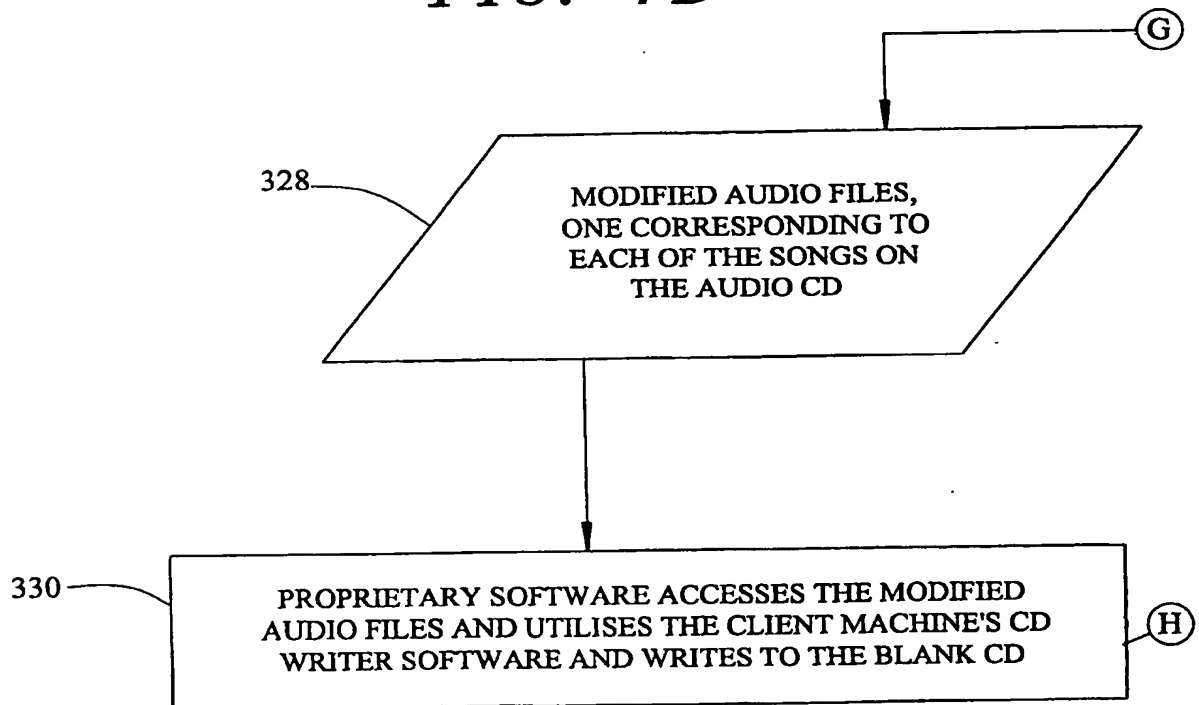 G
328
MODIFIED AUDIO FILES,
ONE CORRESPONDING TO
EACH OF THE SONGS ON
THE AUDIO CD
330
PROPRIETARY SOFTWARE ACCESSES THE MODIFIED
AUDIO FILES AND UTILISES THE CLIENT MACHINE'S CD
WRITER SOFTWARE AND WRITES TO THE BLANK CD
H